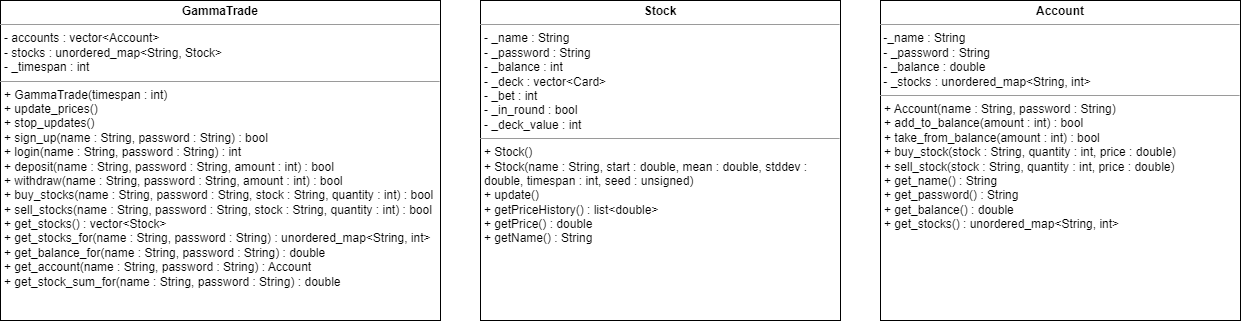 GammaTrade
- accounts : vector<Account>
- stocks : unordered_map<String, Stock>
- _timespan : int
+ GammaTrade(timespan : int)
+ update_prices()
+ stop_updates()
+ sign_up(name : String, password : String) : bool
+ login(name : String, password : String) : int
+ deposit(name : String, password : String, amount : int) : bool
+ withdraw(name : String, password : String, amount : int) : bool
+ buy_stocks(name : String, password : String, stock : String, quantity : int) : bool
+ sell_stocks(name : String, password : String, stock : String, quantity : int) : bool
+ get_stocks() : vector<Stock>
+ get_stocks_for(name : String, password : String) : unordered_map<String, int>
+ get_balance_for(name : String, password : String) : double
+ get_account(name : String, password : String) : Account
+ get_stock_sum_for(name : String, password : String) : double
Stock
- _name : String
- _password : String
- _balance : int
- _deck : vector<Card>
- _bet : int
- _in_round : bool
- _deck_value : int
+ Stock()
+ Stock(name : String, start : double, mean : double, stddev :
double, timespan : int, seed : unsigned)
+ update()
+ getPriceHistory() : list<double>
+ getPrice() : double
+ getName() : String
Account
-_name : String
- _password : String
- _balance : double
- _stocks : unordered_map<String, int>
+ Account(name : String, password : String)
+ add_to_balance(amount : int) : bool
+ take_from_balance(amount : int) : bool
+ buy_stock(stock : String, quantity : int, price : double)
+ sell_stock(stock : String, quantity : int, price : double)
+ get_name() : String
+ get_password() : String
+ get_balance() : double
+ get_stocks() : unordered_map<String, int>